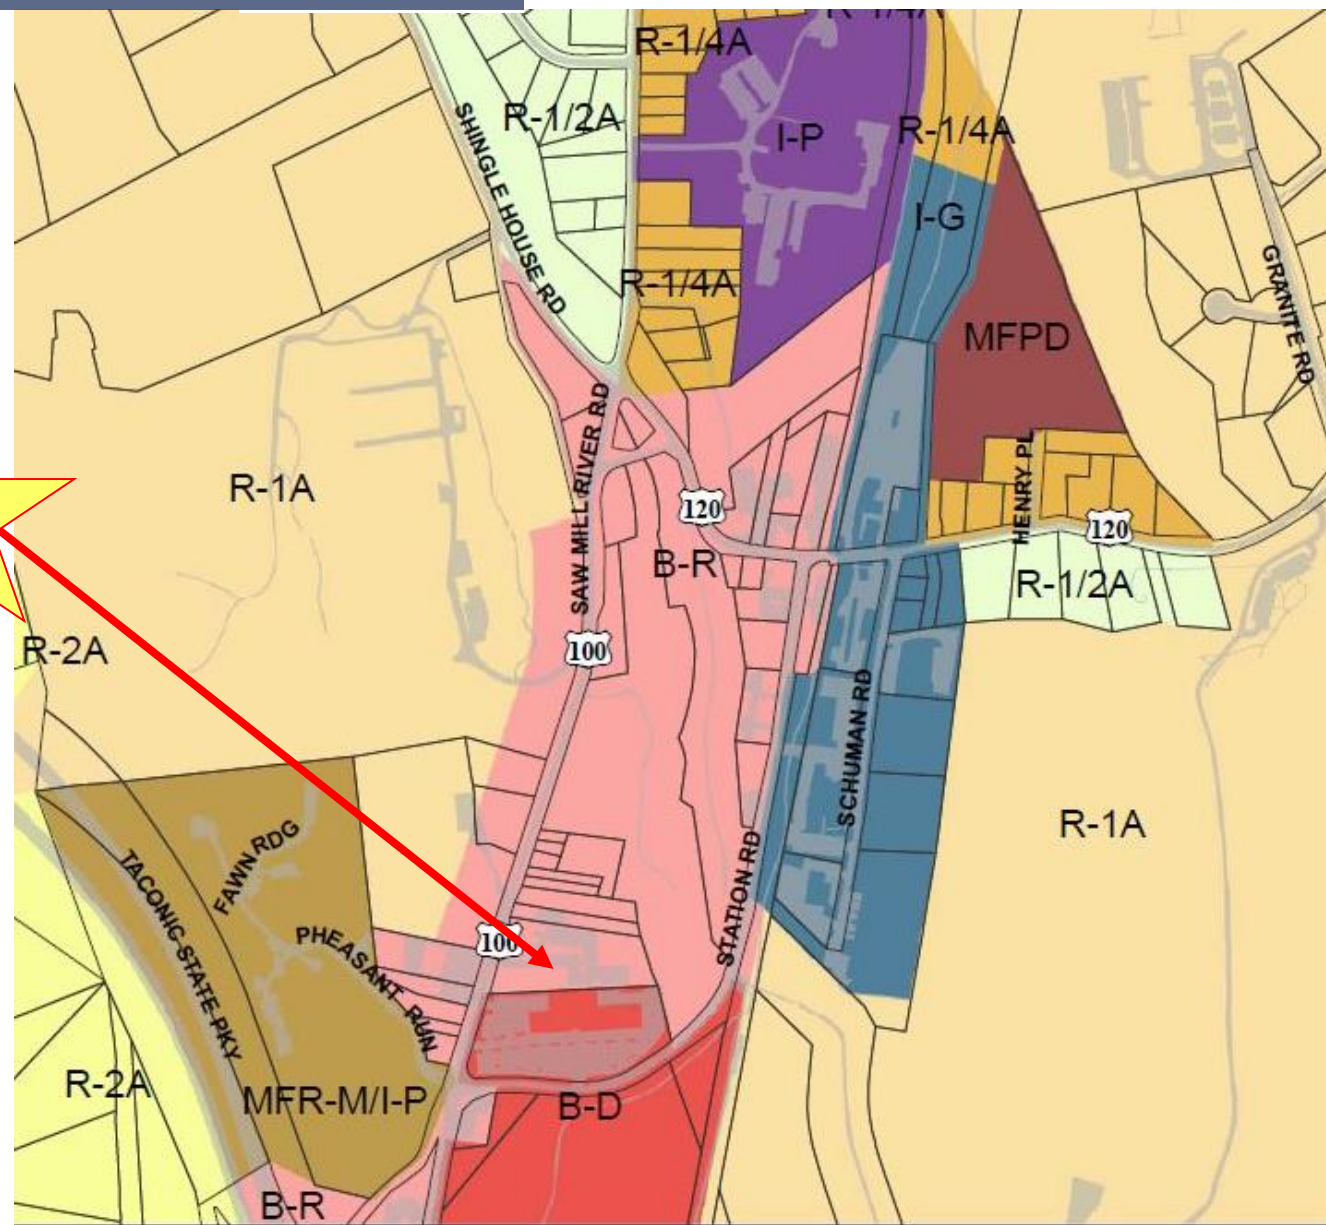 R-1/4A
R-1/4A
R-1/2A
SHINGLE HOUSE RD
I-P
R-1/4A
I-G
R-1/4A
GRANITE RD
MFPD
SAW MILL RIVER RD
R-1A
HENRY PL
120
120
B-R
R-1/2A
100
R-2A
SCHUMAN RD
R-1A
FAWN RDG
TACONIC STATE PKY
STATION RD
PHEASANT RUN
100
R-2A
MFR-M/I-P
B-D
B-R